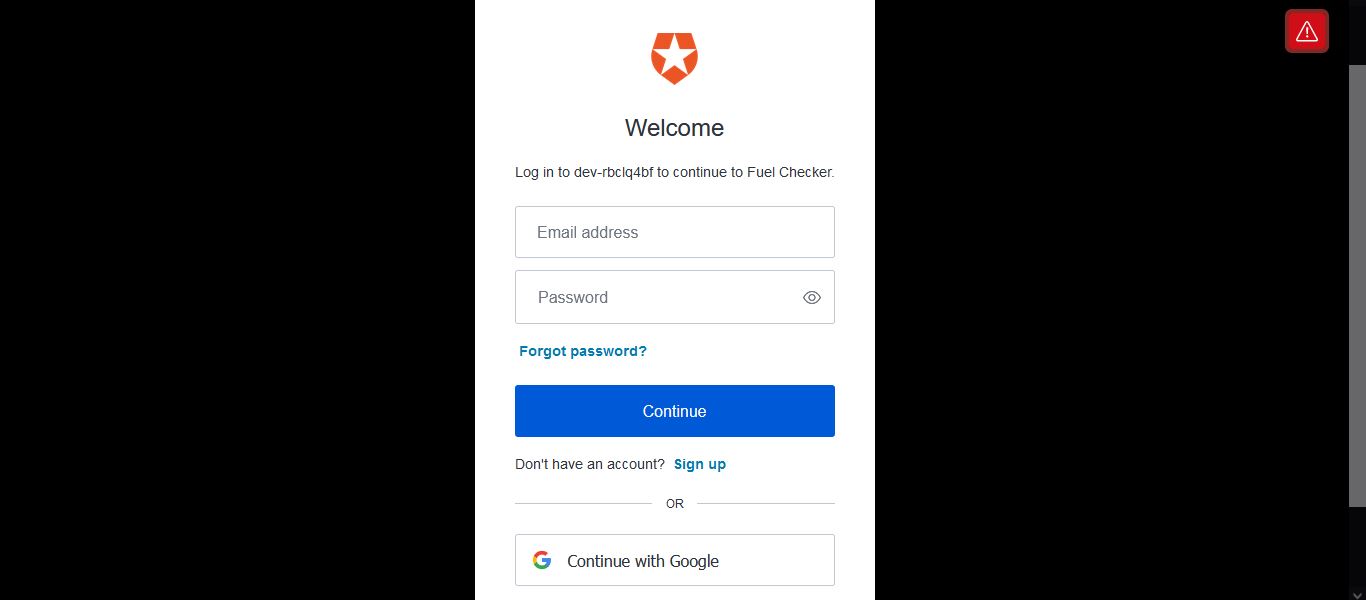 Welcome
Log in to dev-rbclq4bf to continue to Fuel Checker.
Email address
Password
Forgot password?
Continue
Don't have an account? Sign up
OR
Continue with Google